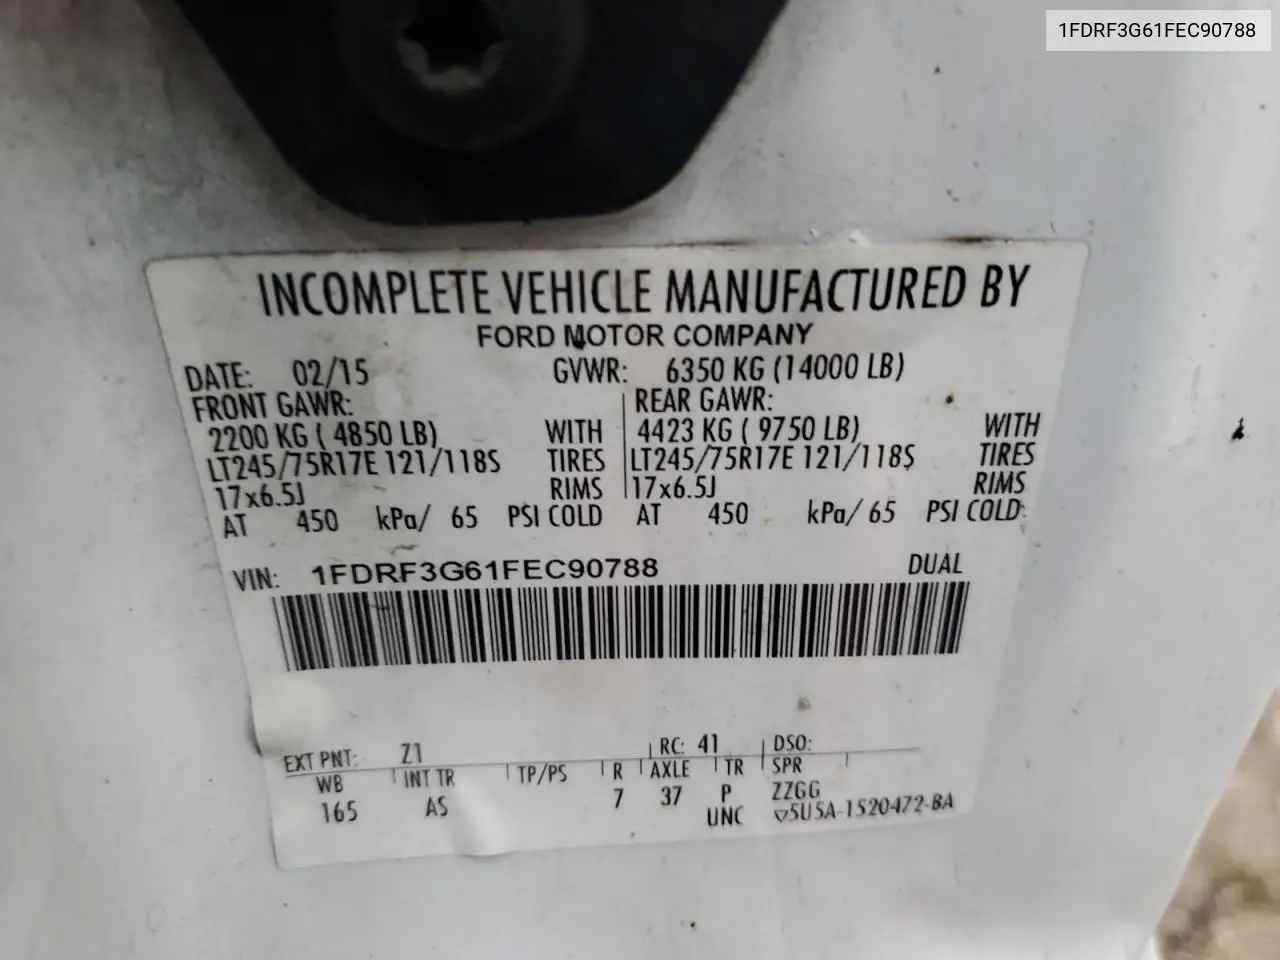 1FDRF3G61FEC90788
INCOMPLETE VEHICLE MANUFACTURED BY
FORD MOTOR COMPANY
DATE: 02/15 GVWR: 6350 KG (14000 LB)
FRONT GAWR: REAR GAWR:
2200 KG ( 4850 LB) WITH 4423 KG ( 9750 LB) WITH
LT245/75R17E 121/118S TIRES LT245/75R17E 121/118S TIRES
17x6.5J RIMS 17x6.5J RIMS
AT 450 kPa/ 65 PSI COLD AT 450 kPa/ 65 PSI COLD
VIN: 1FDRF3G61FEC90788 DUAL
EXT PNT: Z1 RC: 41 DSO:
WB INT TR TP/PS R AXLE TR SPR
165 AS 7 37 P ZZGG
UNC ▽5U5A-1520472-BA